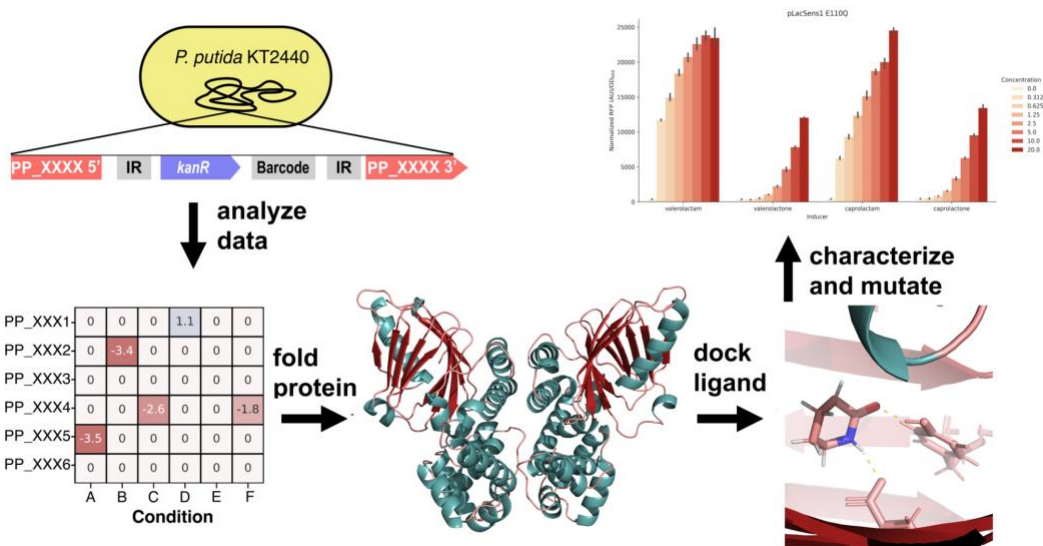 P. putida KT2440
PP_XXXX 5’ IR kanR Barcode IR PP_XXXX 3’
analyze
data
PP_XXX1 0 0 0 1.1 0 0
PP_XXX2 0 -3.4 0 0 0 0
PP_XXX3 0 0 0 0 0 0
PP_XXX4 0 0 -2.6 0 0 -1.8
PP_XXX5 -3.5 0 0 0 0 0
PP_XXX6 0 0 0 0 0 0
A B C D E F
Condition
fold
protein
dock
ligand
characterize
and mutate
pLacSens1 E110Q
Normalized RFP (AU)/OD₆₀₀
25000
20000
15000
10000
5000
0
valerolactam valerolactone caprolactam caprolactone
Inducer
Concentration
0.0
0.312
0.625
1.25
2.5
5.0
10.0
20.0